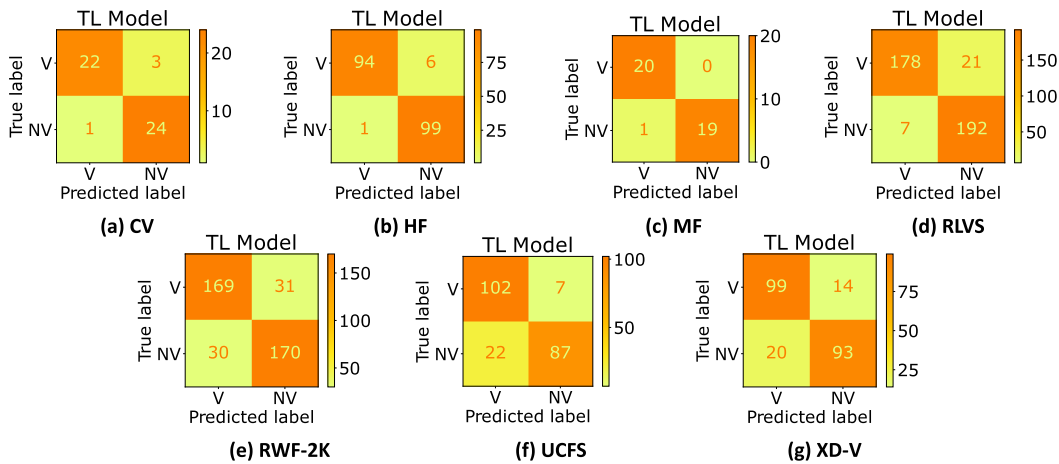 TL Model
TL Model
TL Model
TL Model
True label
V
22
3
20
NV
1
24
10
V
NV
Predicted label
True label
V
94
6
75
50
NV
1
99
25
V
NV
Predicted label
True label
V
20
0
20
10
NV
1
19
0
V
NV
Predicted label
True label
V
178
21
150
100
NV
7
192
50
V
NV
Predicted label
(a) CV
(b) HF
(c) MF
(d) RLVS
TL Model
TL Model
TL Model
True label
V
169
31
150
100
NV
30
170
50
V
NV
Predicted label
True label
V
102
7
100
50
NV
22
87
V
NV
Predicted label
True label
V
99
14
75
50
NV
20
93
25
V
NV
Predicted label
(e) RWF-2K
(f) UCFS
(g) XD-V